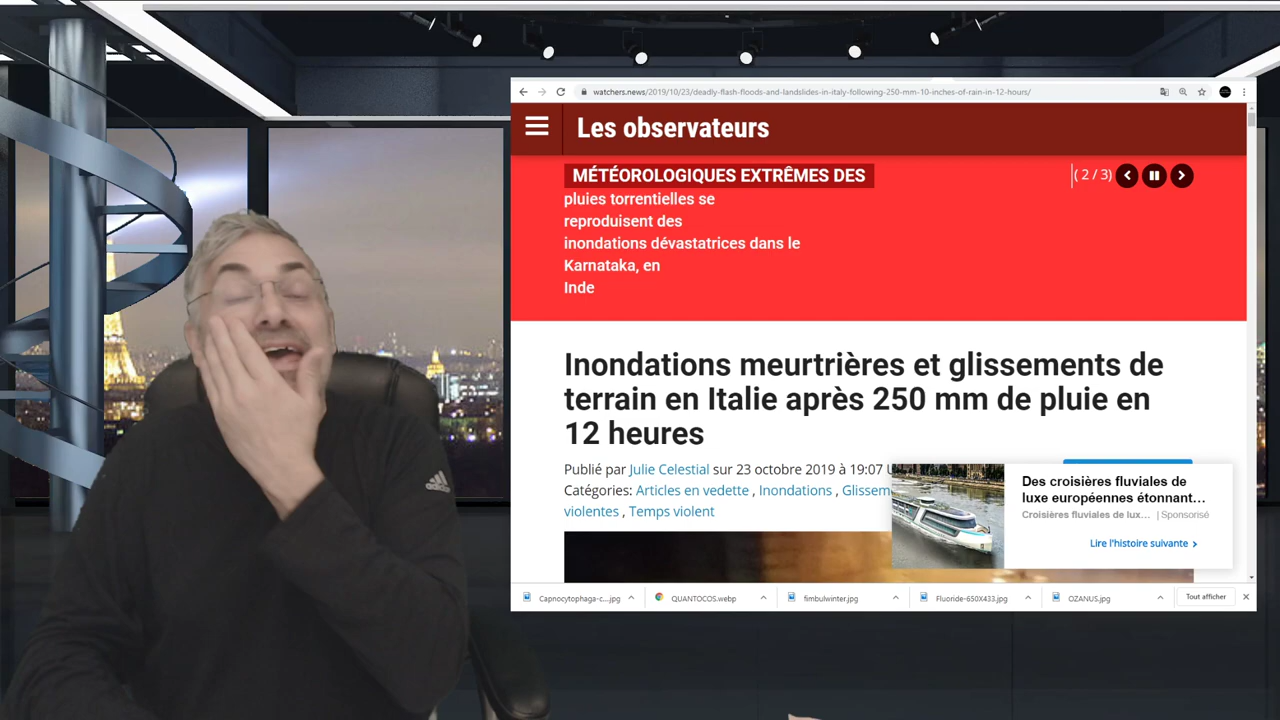 watchers.news/2019/10/23/deadly-flash-floods-and-landslides-in-italy-following-250-mm-10-inches-of-rain-in-12-hours/
Les observateurs
MÉTÉOROLOGIQUES EXTRÊMES DES
( 2 / 3)
pluies torrentielles se
reproduisent des
inondations dévastatrices dans le
Karnataka, en
Inde
Inondations meurtrières et glissements de
terrain en Italie après 250 mm de pluie en
12 heures
Publié par Julie Celestial sur 23 octobre 2019 à 19:07
Catégories: Articles en vedette , Inondations , Glissem
violentes , Temps violent
Des croisières fluviales de
luxe européennes étonnant...
Croisières fluviales de lux... | Sponsorisé
Lire l'histoire suivante
adidas
Capnocytophaga-c....jpg
QUANTOCOS.webp
fimbulwinter.jpg
Fluoride-650X433.jpg
OZANUS.jpg
Tout afficher